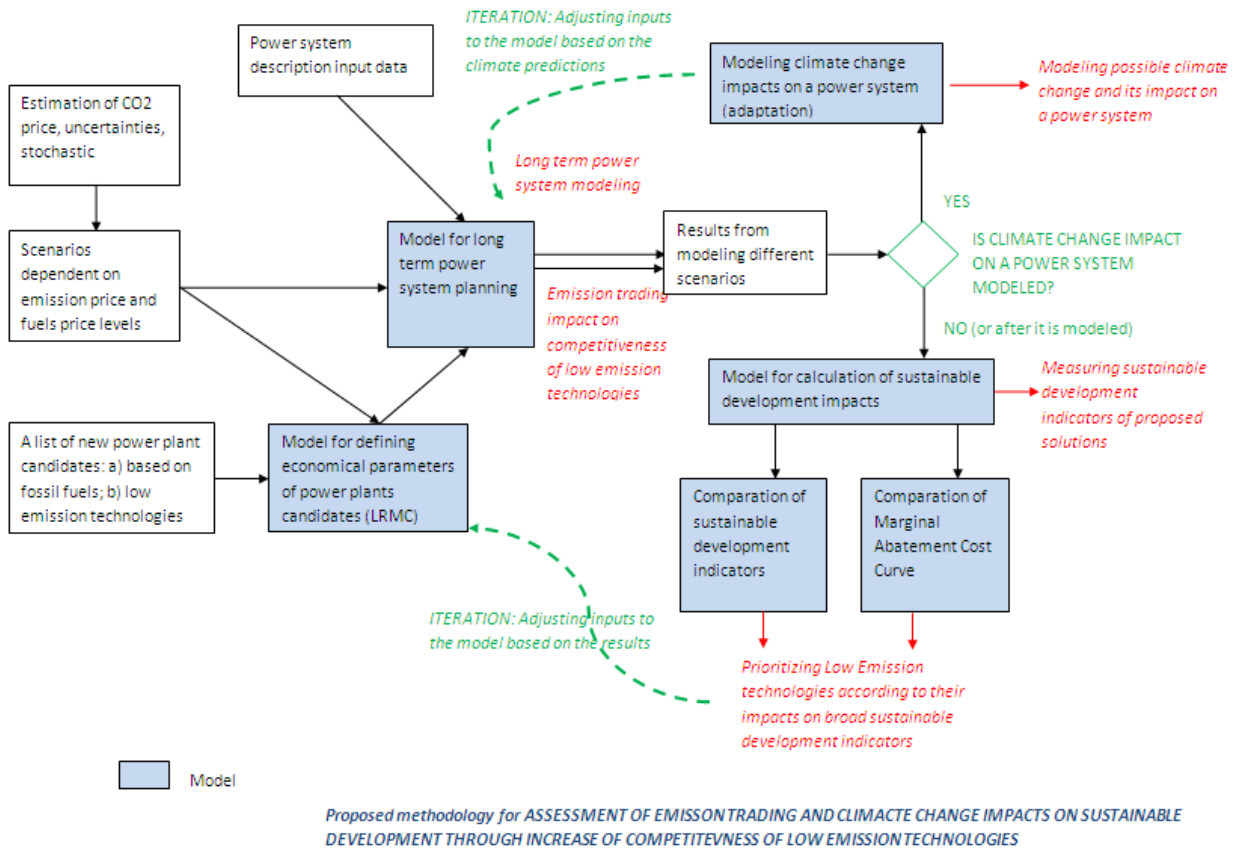 ITERATION: Adjusting inputs
to the model based on the
climate predictions
Power system
description input data
Modeling climate change
impacts on a power system
(adaptation)
Modeling possible climate
change and its impact on
a power system
Estimation of CO2
price, uncertainties,
stochastic
Long term power
system modeling
YES
Scenarios
dependent on
emission price and
fuels price levels
Model for long
term power
system planning
Results from
modeling different
scenarios
IS CLIMATE CHANGE IMPACT
ON A POWER SYSTEM
MODELED?
Emission trading
impact on
competitiveness
of low emission
technologies
NO (or after it is modeled)
Model for calculation of sustainable
development impacts
Measuring sustainable
development
indicators of proposed
solutions
A list of new power plant
candidates: a) based on
fossil fuels; b) low
emission technologies
Model for defining
economical parameters
of power plants
candidates (LRMC)
Comparation of
sustainable
development
indicators
Comparation of
Marginal
Abatement Cost
Curve
ITERATION: Adjusting inputs to
the model based on the results
Prioritizing Low Emission
technologies according to their
impacts on broad sustainable
development indicators
Model
Proposed methodology for ASSESSMENT OF EMISSON TRADING AND CLIMACTE CHANGE IMPACTS ON SUSTAINABLE
DEVELOPMENT THROUGH INCREASE OF COMPETITEVNESS OF LOW EMISSION TECHNOLOGIES